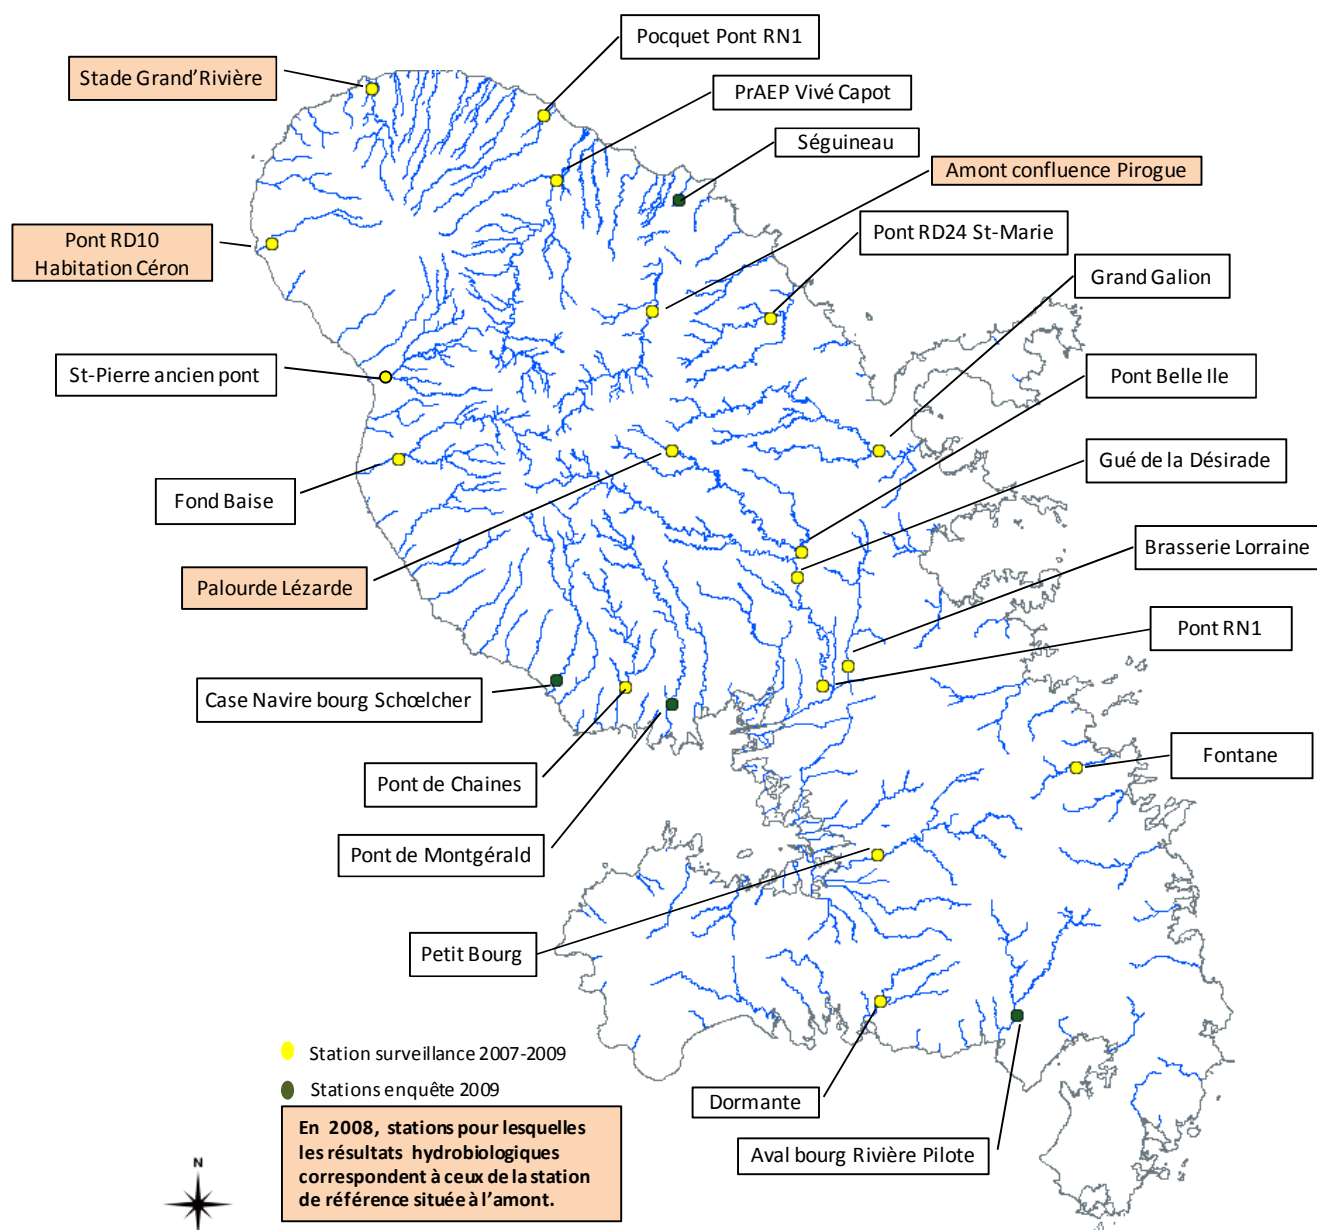 Pocquet Pont RN1
Stade Grand'Rivière
PrAEP Vivé Capot
Séguineau
Amont confluence Pirogue
Pont RD10
Habitation Céron
Pont RD24 St-Marie
Grand Galion
St-Pierre ancien pont
Pont Belle Ile
Gué de la Désirade
Fond Baise
Brasserie Lorraine
Palourde Lézarde
Pont RN1
Case Navire bourg Schœlcher
Fontane
Pont de Chaines
Pont de Montgérald
Petit Bourg
Station surveillance 2007-2009
Stations enquête 2009
Dormante
En 2008, stations pour lesquelles
les résultats hydrobiologiques
correspondent à ceux de la station
de référence située à l'amont.
Aval bourg Rivière Pilote
N